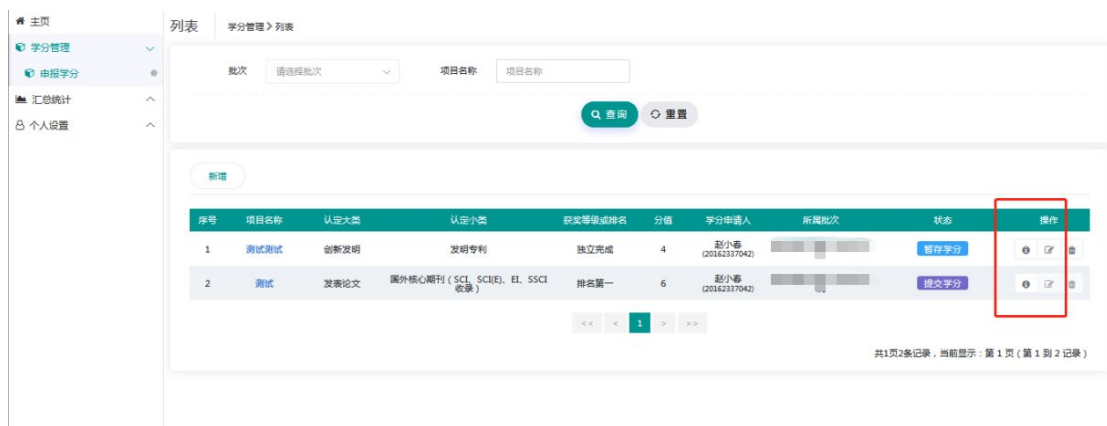 主页
学分管理
申报学分
汇总统计
个人设置
列表 学分管理 》列表
批次 请选择批次 项目名称 项目名称
查询 重置
新增
序号 项目名称 认定大类 认定小类 获奖等级或排名 分值 学分申请人 所属批次 状态 操作
1 测试测试 创新发明 发明专利 独立完成 4 赵小春 暂存学分
(20162337042)
2 测试 发表论文 国外核心期刊（SCI、SCI(E)、EI、SSCI 排名第一 6 赵小春 提交学分
收录） (20162337042)
<< < 1 > >>
共1页2条记录，当前显示：第1页（第1到2记录）